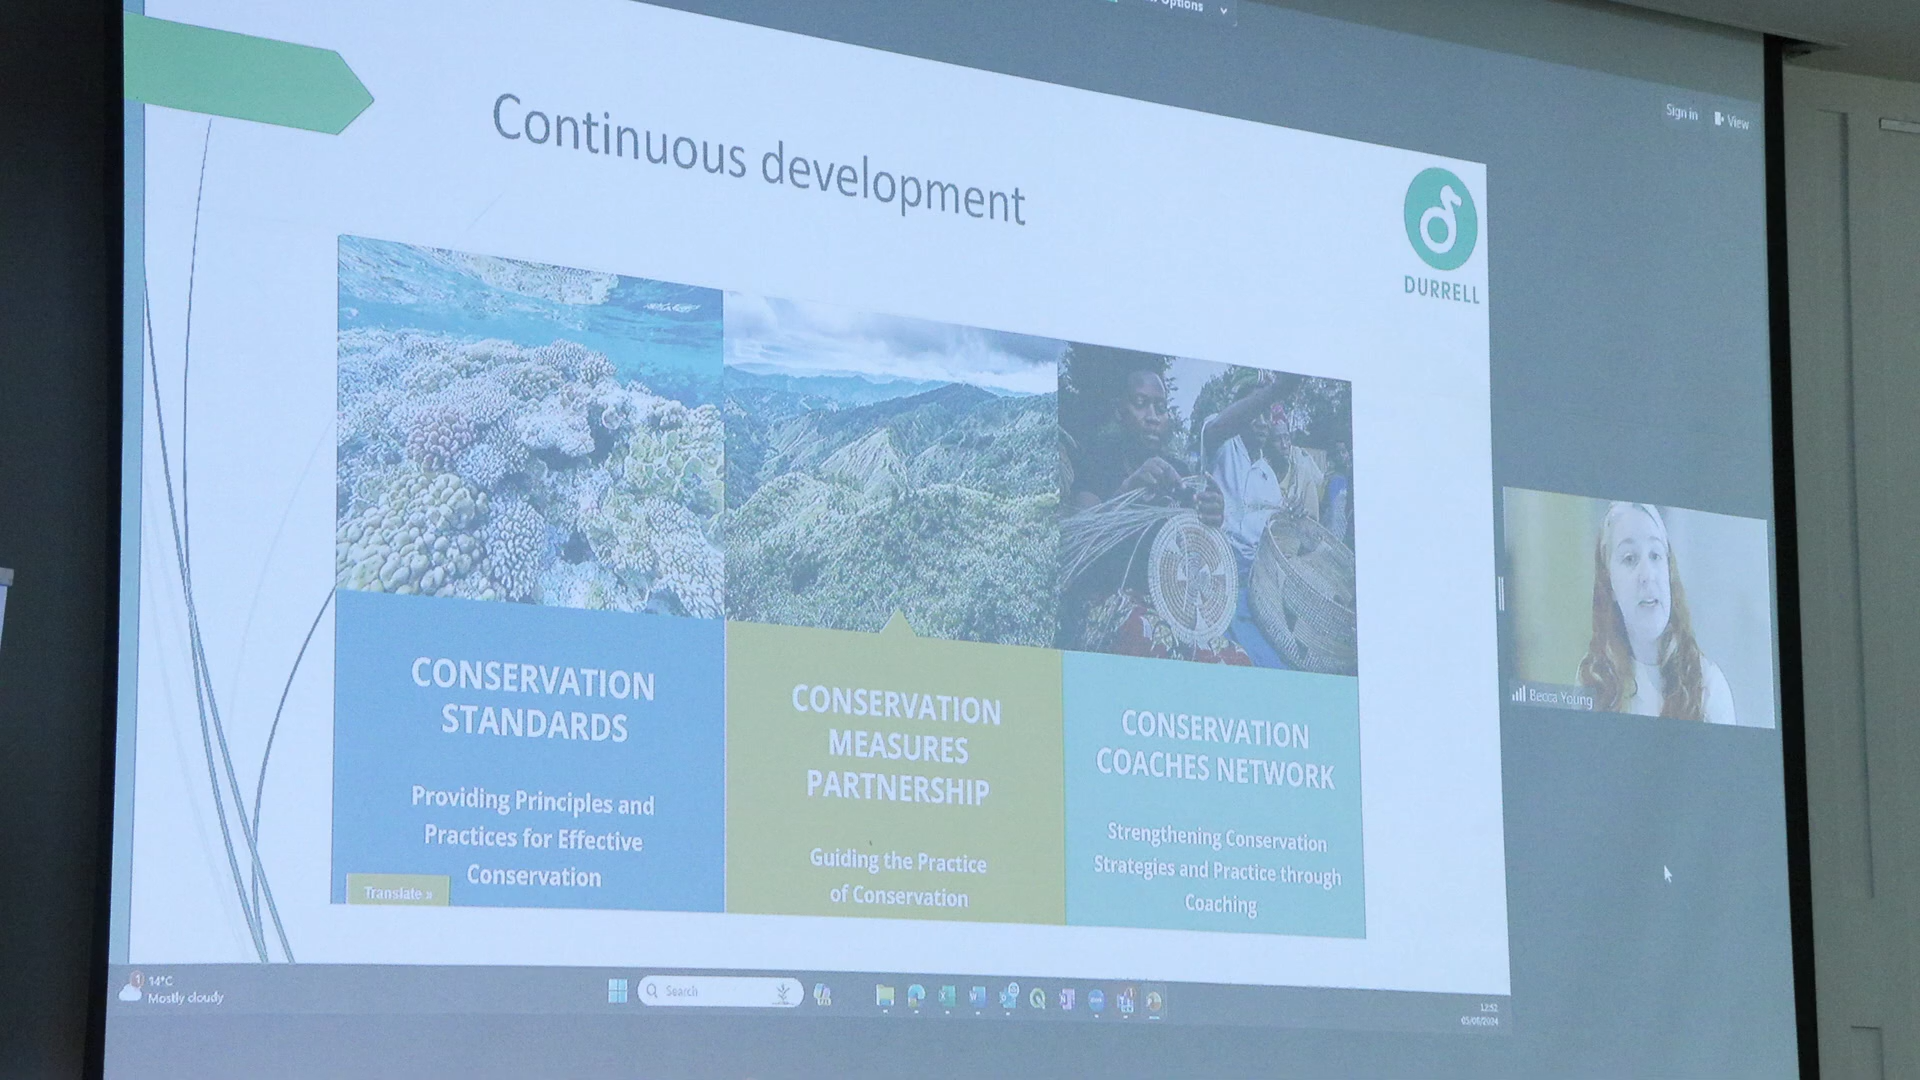 Options
Sign in
View
Continuous development
DURRELL
CONSERVATION
STANDARDS
Providing Principles and
Practices for Effective
Conservation
Translate »
CONSERVATION
MEASURES
PARTNERSHIP
Guiding the Practice
of Conservation
CONSERVATION
COACHES NETWORK
Strengthening Conservation
Strategies and Practice through
Coaching
Becca Young
1
14°C
Mostly cloudy
Search
12:52